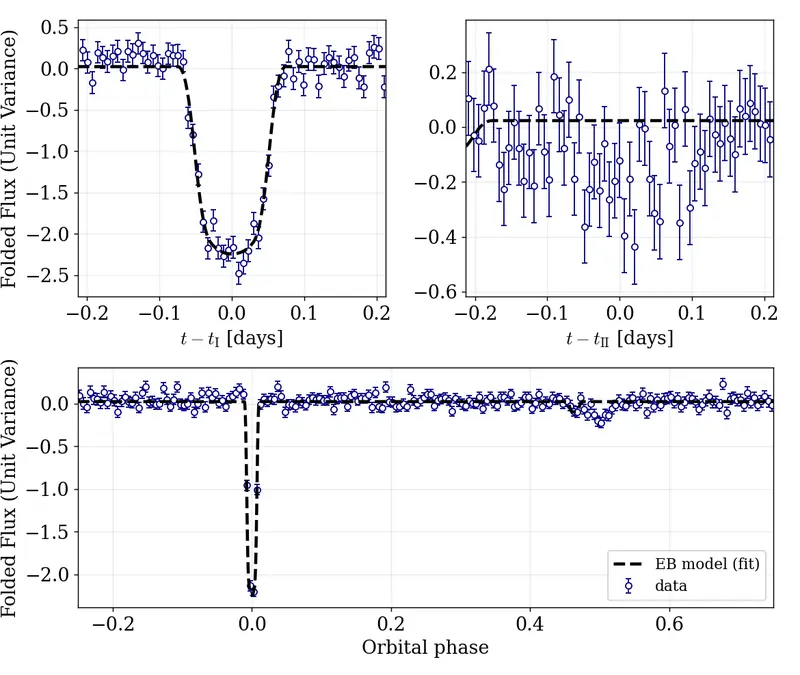 Folded Flux (Unit Variance)
0.5
0.0
−0.5
−1.0
−1.5
−2.0
−2.5
−0.2 −0.1 0.0 0.1 0.2
t − tI [days]
0.2
0.0
−0.2
−0.4
−0.6
−0.2 −0.1 0.0 0.1 0.2
t − tII [days]
Folded Flux (Unit Variance)
0.0
−0.5
−1.0
−1.5
−2.0
EB model (fit)
data
−0.2 0.0 0.2 0.4 0.6
Orbital phase